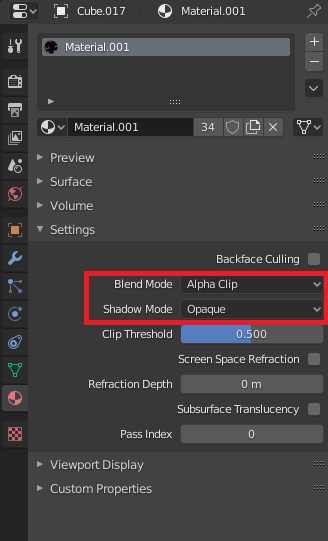 Cube.017 > Material.001
Material.001
Material.001 34
Preview
Surface
Volume
Settings
Backface Culling
Blend Mode Alpha Clip
Shadow Mode Opaque
Clip Threshold 0.500
Screen Space Refraction
Refraction Depth 0 m
Subsurface Translucency
Pass Index 0
Viewport Display
Custom Properties